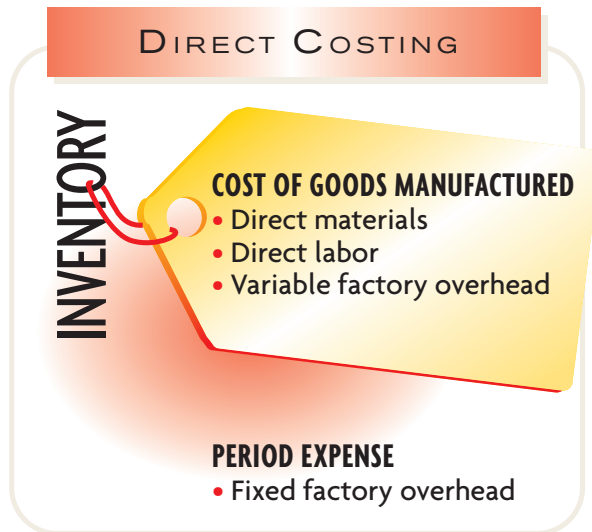 DIRECT COSTING
INVENTORY
COST OF GOODS MANUFACTURED
• Direct materials
• Direct labor
• Variable factory overhead
PERIOD EXPENSE
• Fixed factory overhead